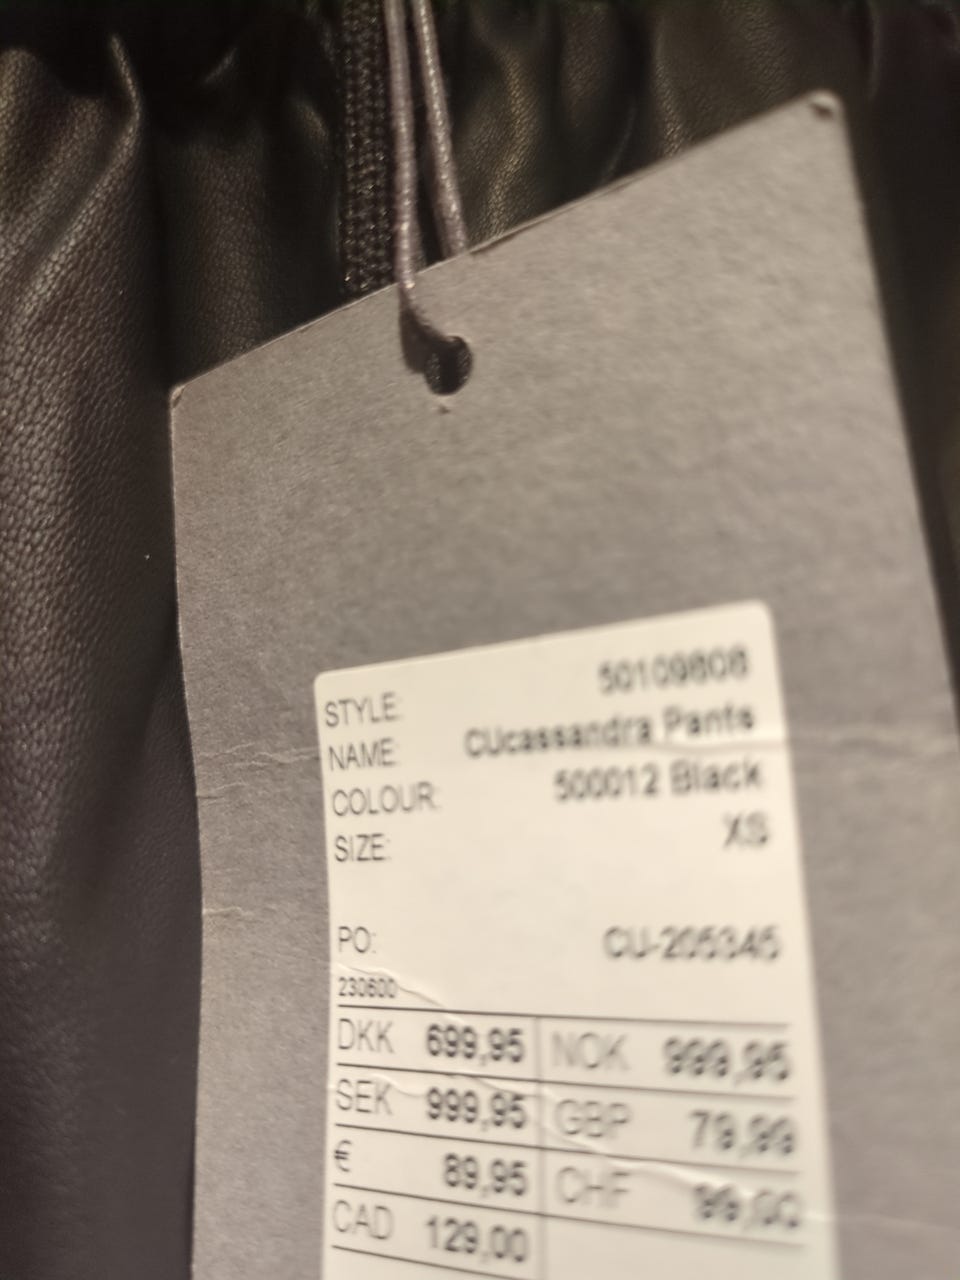 STYLE: 50109808
NAME: CUcassandra Pants
COLOUR: 500012 Black
SIZE: XS
PO: CU-205345
230600
DKK 699,95 NOK 999,95
SEK 999,95 GBP 79,99
€ 89,95 CHF 99,00
CAD 129,00